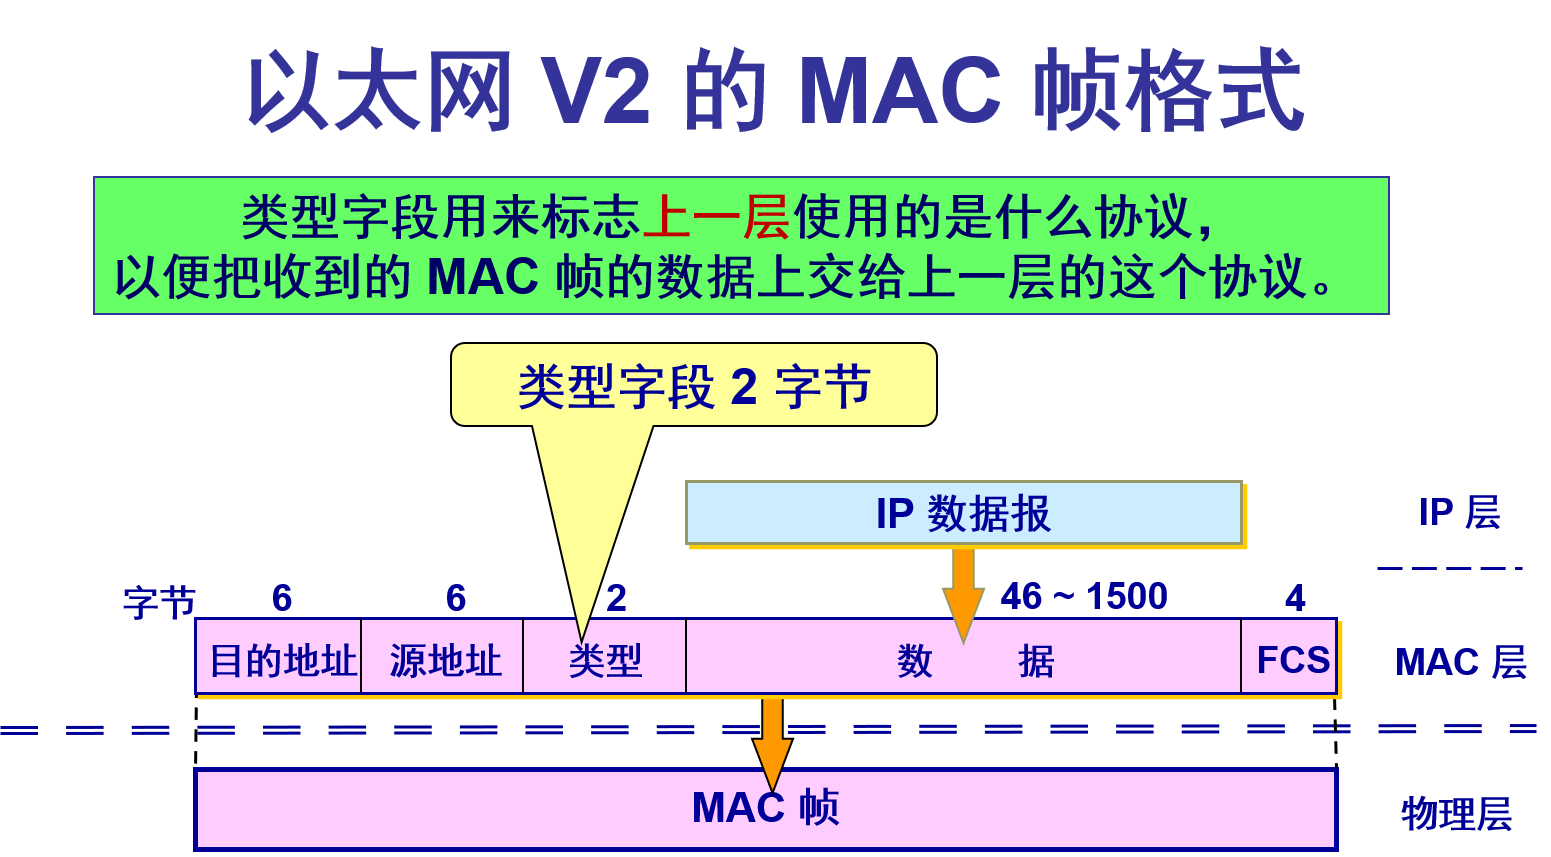 以太网 V2 的 MAC 帧格式
类型字段用来标志上一层使用的是什么协议，
以便把收到的 MAC 帧的数据上交给上一层的这个协议。
类型字段 2 字节
IP 数据报
IP 层
字节
6
6
2
46 ~ 1500
4
目的地址
源地址
类型
数 据
FCS
MAC 层
MAC 帧
物理层